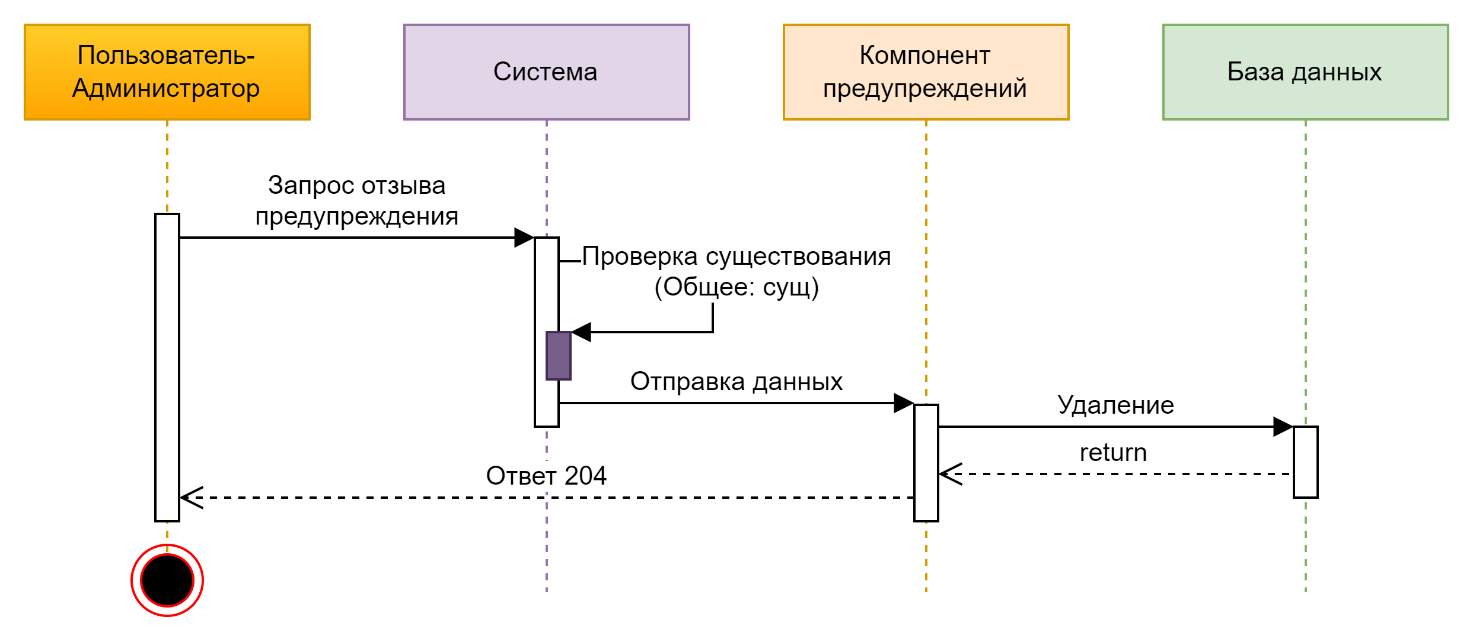 Пользователь-
Администратор
Система
Компонент
предупреждений
База данных
Запрос отзыва
предупреждения
Проверка существования
(Общее: сущ)
Отправка данных
Удаление
return
Ответ 204